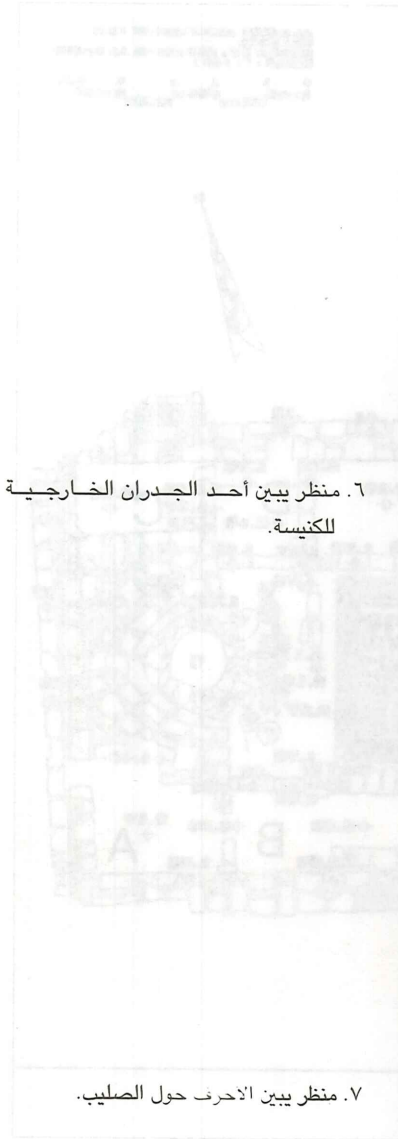 ٦. منظر يبين أحد الجدران الخارجية
للكنيسة.
A B
٧. منظر يبين الاحرف حول الصليب.